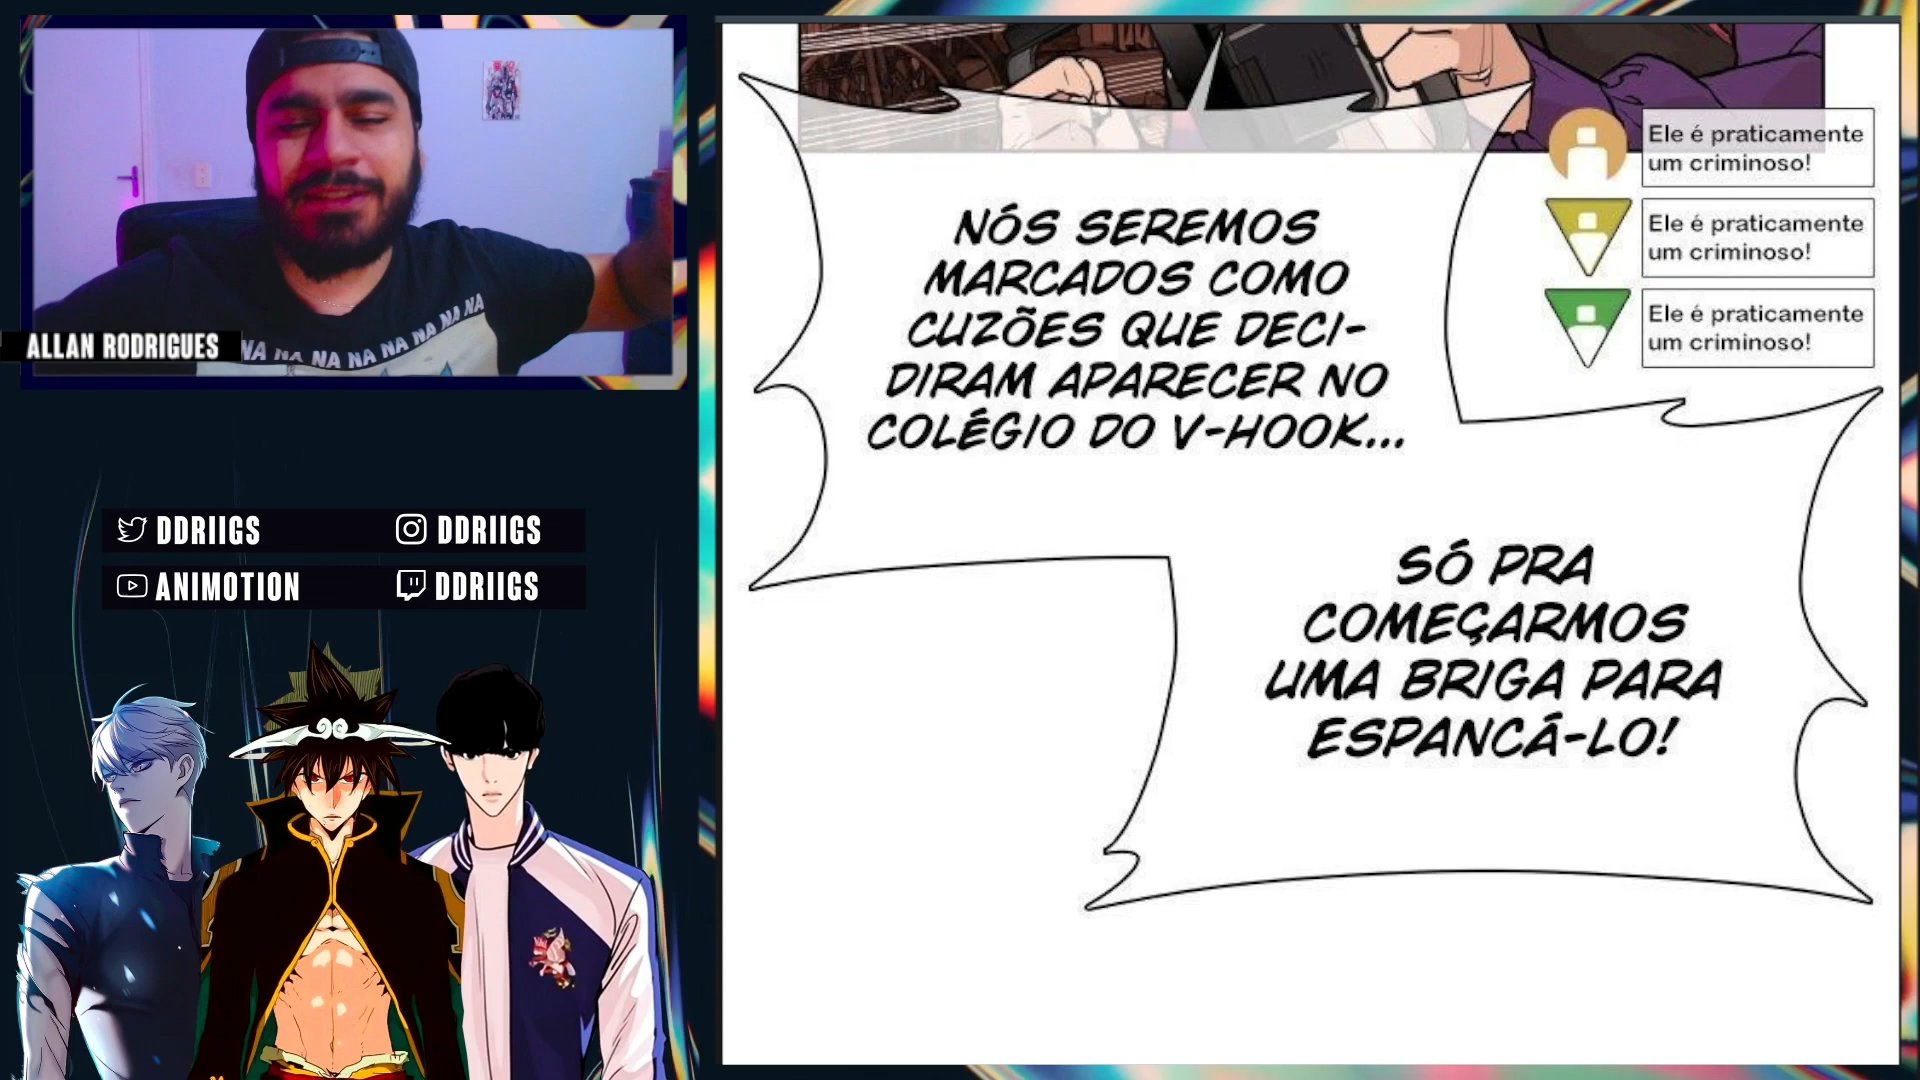 NA NA NA NA NA NA NA NA
ALLAN RODRIGUES
DDRIIGS
DDRIIGS
ANIMOTION
DDRIIGS
NÓS SEREMOS
MARCADOS COMO
CUZÕES QUE DECI-
DIRAM APARECER NO
COLÉGIO DO V-HOOK...
Ele é praticamente
um criminoso!
Ele é praticamente
um criminoso!
Ele é praticamente
um criminoso!
SÓ PRA
COMEÇARMOS
UMA BRIGA PARA
ESPANCÁ-LO!